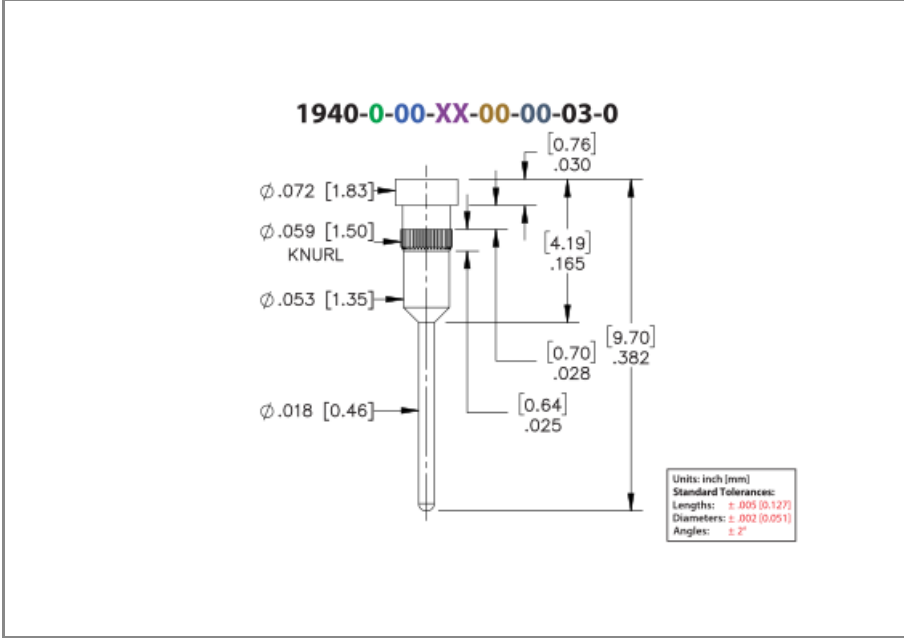 1940-0-00-XX-00-00-03-0
[0.76]
.030
⌀.072 [1.83]
⌀.059 [1.50]
KNURL
[4.19]
.165
⌀.053 [1.35]
[9.70]
.382
[0.70]
.028
[0.64]
.025
⌀.018 [0.46]
Units: inch [mm]
Standard Tolerances:
Lengths: ± .005 [0.127]
Diameters: ± .002 [0.051]
Angles: ± 2°